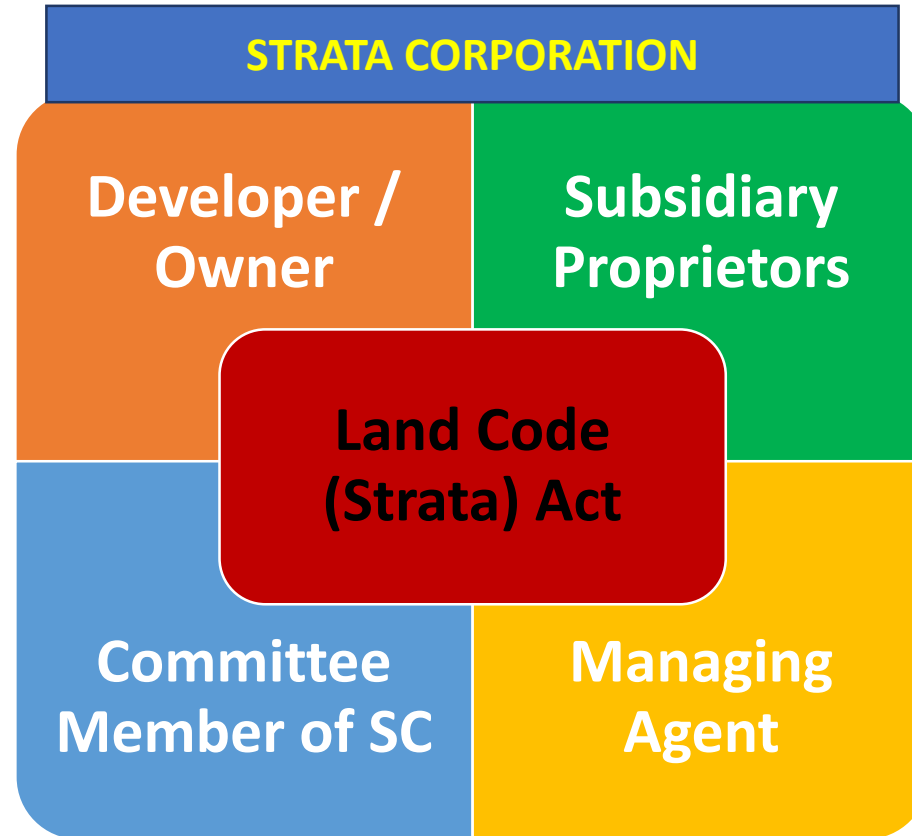 STRATA CORPORATION
Developer /
Owner
Subsidiary
Proprietors
Land Code
(Strata) Act
Committee
Member of SC
Managing
Agent